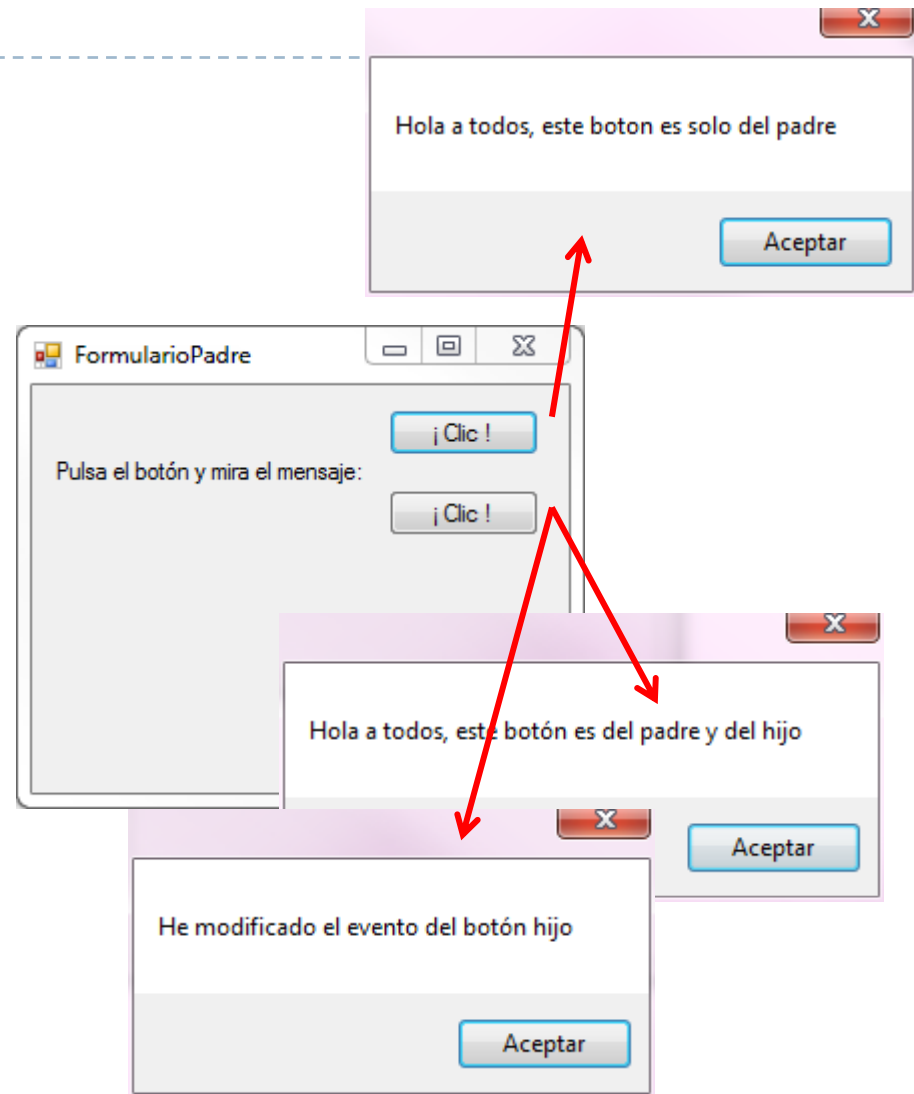 Hola a todos, este boton es solo del padre
Aceptar
FormularioPadre
¡ Clic !
Pulsa el botón y mira el mensaje:
¡ Clic !
Hola a todos, este botón es del padre y del hijo
Aceptar
He modificado el evento del botón hijo
Aceptar